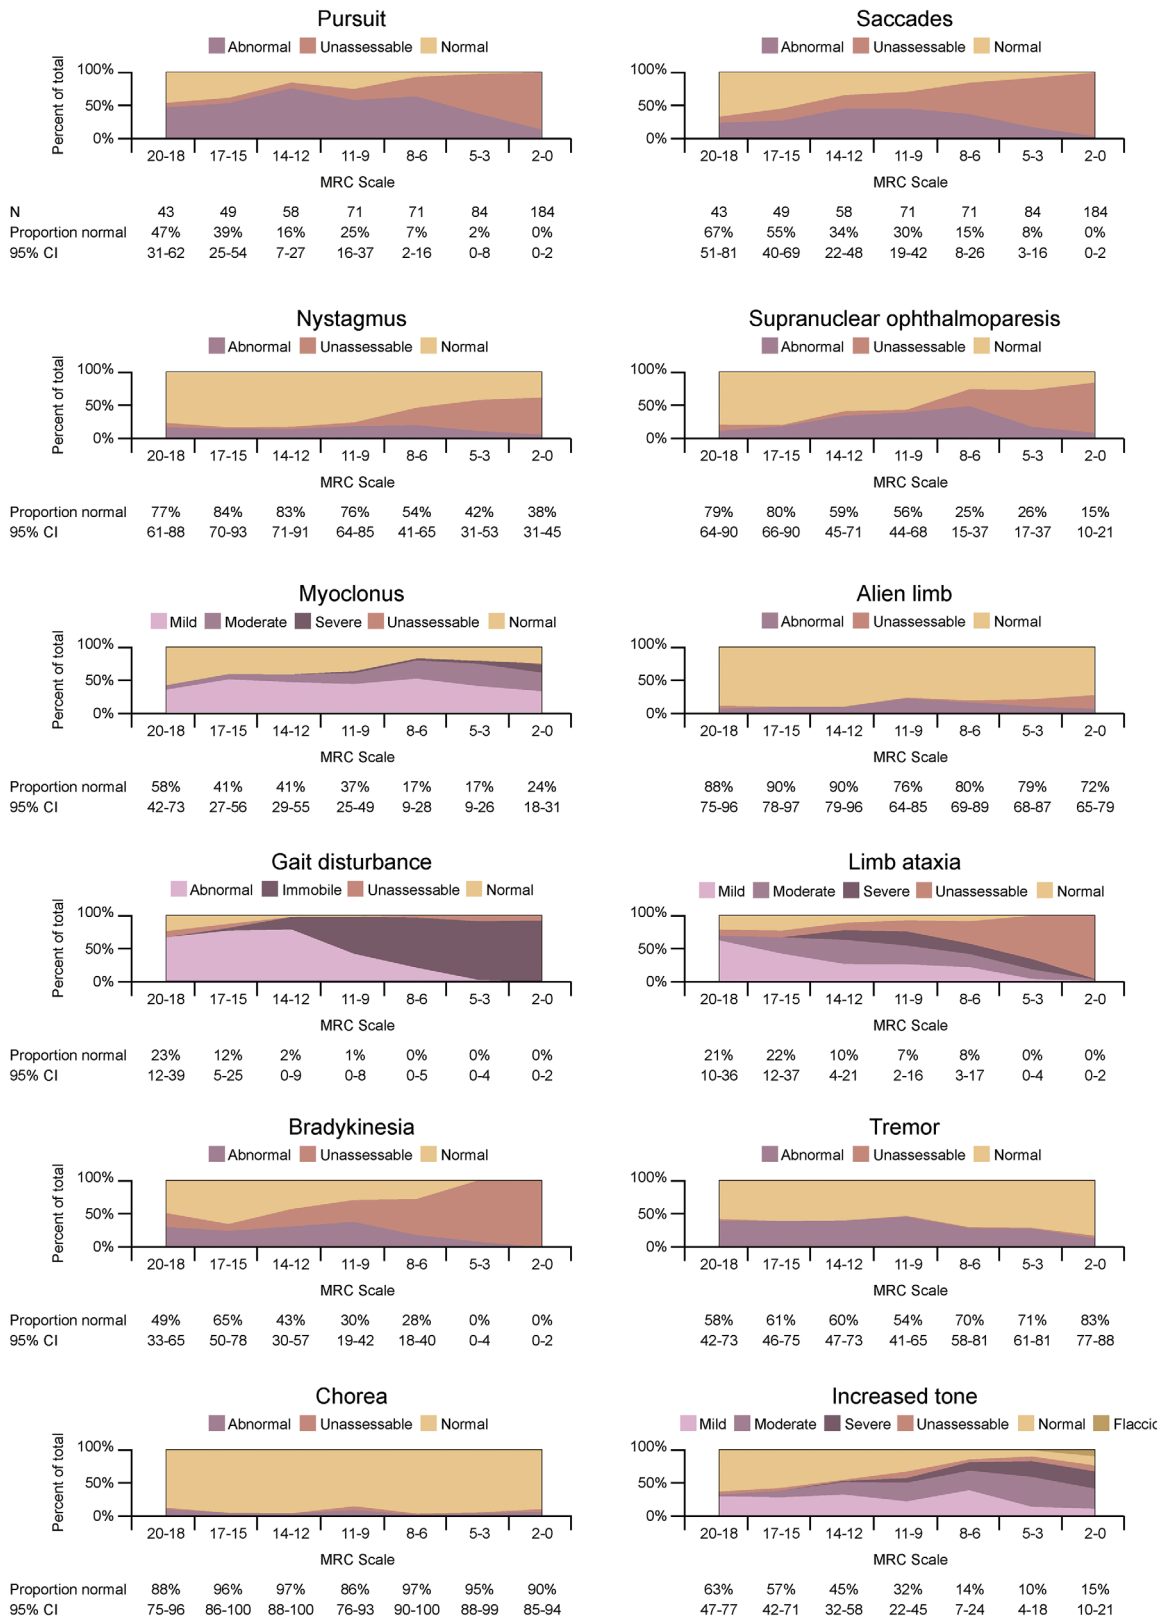 Pursuit
Abnormal Unassessable Normal
Percent of total
100%
50%
0%
20-18 17-15 14-12 11-9 8-6 5-3 2-0
MRC Scale
N 43 49 58 71 71 84 184
Proportion normal 47% 39% 16% 25% 7% 2% 0%
95% CI 31-62 25-54 7-27 16-37 2-16 0-8 0-2
Saccades
Abnormal Unassessable Normal
100%
50%
0%
20-18 17-15 14-12 11-9 8-6 5-3 2-0
MRC Scale
43 49 58 71 71 84 184
67% 55% 34% 30% 15% 8% 0%
51-81 40-69 22-48 19-42 8-26 3-16 0-2
Nystagmus
Abnormal Unassessable Normal
Percent of total
100%
50%
0%
20-18 17-15 14-12 11-9 8-6 5-3 2-0
MRC Scale
Proportion normal 77% 84% 83% 76% 54% 42% 38%
95% CI 61-88 70-93 71-91 64-85 41-65 31-53 31-45
Supranuclear ophthalmoparesis
Abnormal Unassessable Normal
100%
50%
0%
20-18 17-15 14-12 11-9 8-6 5-3 2-0
MRC Scale
79% 80% 59% 56% 25% 26% 15%
64-90 66-90 45-71 44-68 15-37 17-37 10-21
Myoclonus
Mild Moderate Severe Unassessable Normal
Percent of total
100%
50%
0%
20-18 17-15 14-12 11-9 8-6 5-3 2-0
MRC Scale
Proportion normal 58% 41% 41% 37% 17% 17% 24%
95% CI 42-73 27-56 29-55 25-49 9-28 9-26 18-31
Alien limb
Abnormal Unassessable Normal
100%
50%
0%
20-18 17-15 14-12 11-9 8-6 5-3 2-0
MRC Scale
88% 90% 90% 76% 80% 79% 72%
75-96 78-97 79-96 64-85 69-89 68-87 65-79
Gait disturbance
Abnormal Immobile Unassessable Normal
Percent of total
100%
50%
0%
20-18 17-15 14-12 11-9 8-6 5-3 2-0
MRC Scale
Proportion normal 23% 12% 2% 1% 0% 0% 0%
95% CI 12-39 5-25 0-9 0-8 0-5 0-4 0-2
Limb ataxia
Mild Moderate Severe Unassessable Normal
100%
50%
0%
20-18 17-15 14-12 11-9 8-6 5-3 2-0
MRC Scale
21% 22% 10% 7% 8% 0% 0%
10-36 12-37 4-21 2-16 3-17 0-4 0-2
Bradykinesia
Abnormal Unassessable Normal
Percent of total
100%
50%
0%
20-18 17-15 14-12 11-9 8-6 5-3 2-0
MRC Scale
Proportion normal 49% 65% 43% 30% 28% 0% 0%
95% CI 33-65 50-78 30-57 19-42 18-40 0-4 0-2
Tremor
Abnormal Unassessable Normal
100%
50%
0%
20-18 17-15 14-12 11-9 8-6 5-3 2-0
MRC Scale
58% 61% 60% 54% 70% 71% 83%
42-73 46-75 47-73 41-65 58-81 61-81 77-88
Chorea
Abnormal Unassessable Normal
Percent of total
100%
50%
0%
20-18 17-15 14-12 11-9 8-6 5-3 2-0
MRC Scale
Proportion normal 88% 96% 97% 86% 97% 95% 90%
95% CI 75-96 86-100 88-100 76-93 90-100 88-99 85-94
Increased tone
Mild Moderate Severe Unassessable Normal Flaccid
100%
50%
0%
20-18 17-15 14-12 11-9 8-6 5-3 2-0
MRC Scale
63% 57% 45% 32% 14% 10% 15%
47-77 42-71 32-58 22-45 7-24 4-18 10-21